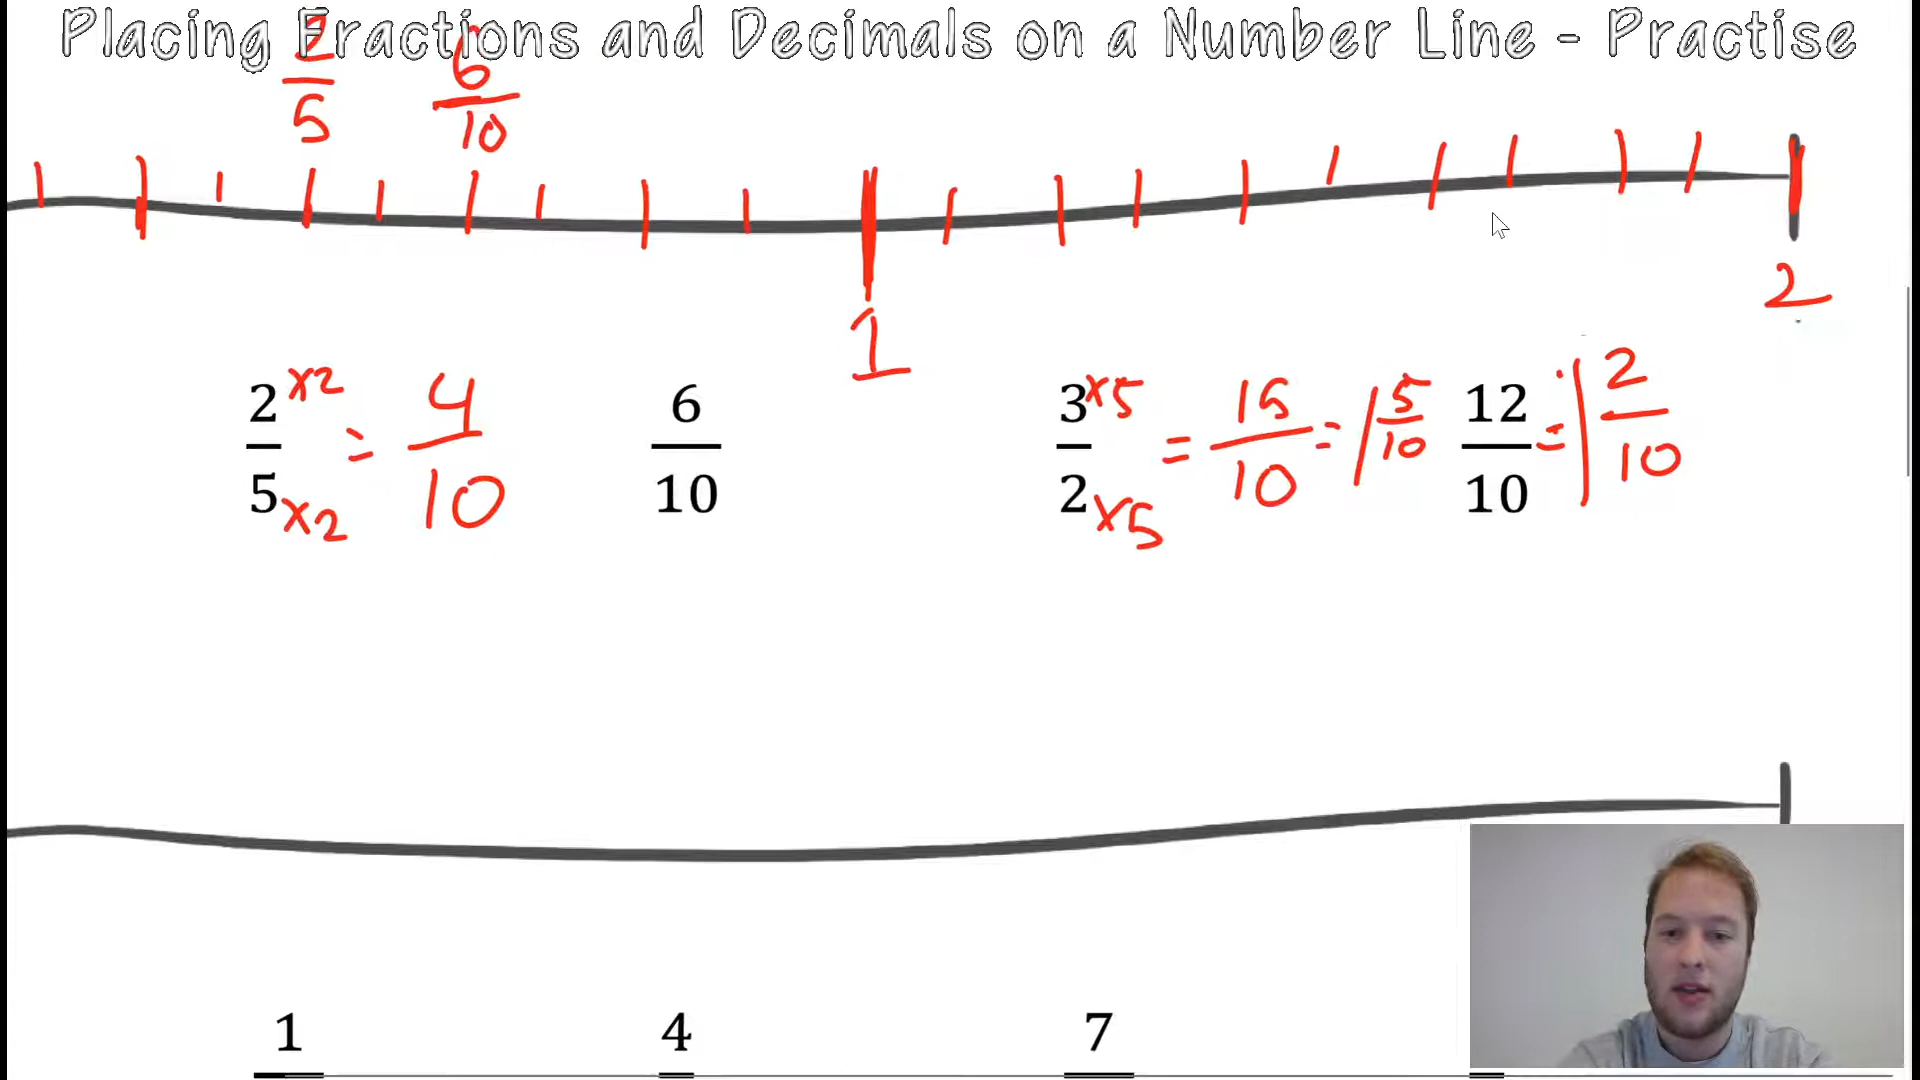 Placing Fractions and Decimals on a Number Line - Practise
2/5 6/10
1 2
2/5 x2 x2 = 4/10 6/10 3/2 x5 x5 = 15/10 = 1 5/10 12/10 = 1 2/10
1 4 7